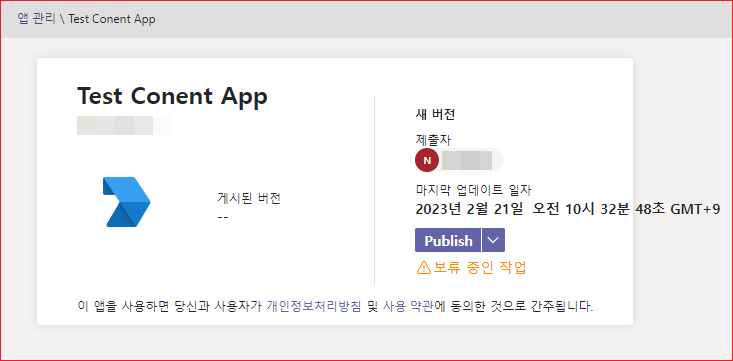 앱 관리 \ Test Conent App
Test Conent App
게시된 버전
--
새 버전
제출자
N
마지막 업데이트 일자
2023년 2월 21일 오전 10시 32분 48초 GMT+9
Publish
보류 중인 작업
이 앱을 사용하면 당신과 사용자가 개인정보처리방침 및 사용 약관에 동의한 것으로 간주됩니다.